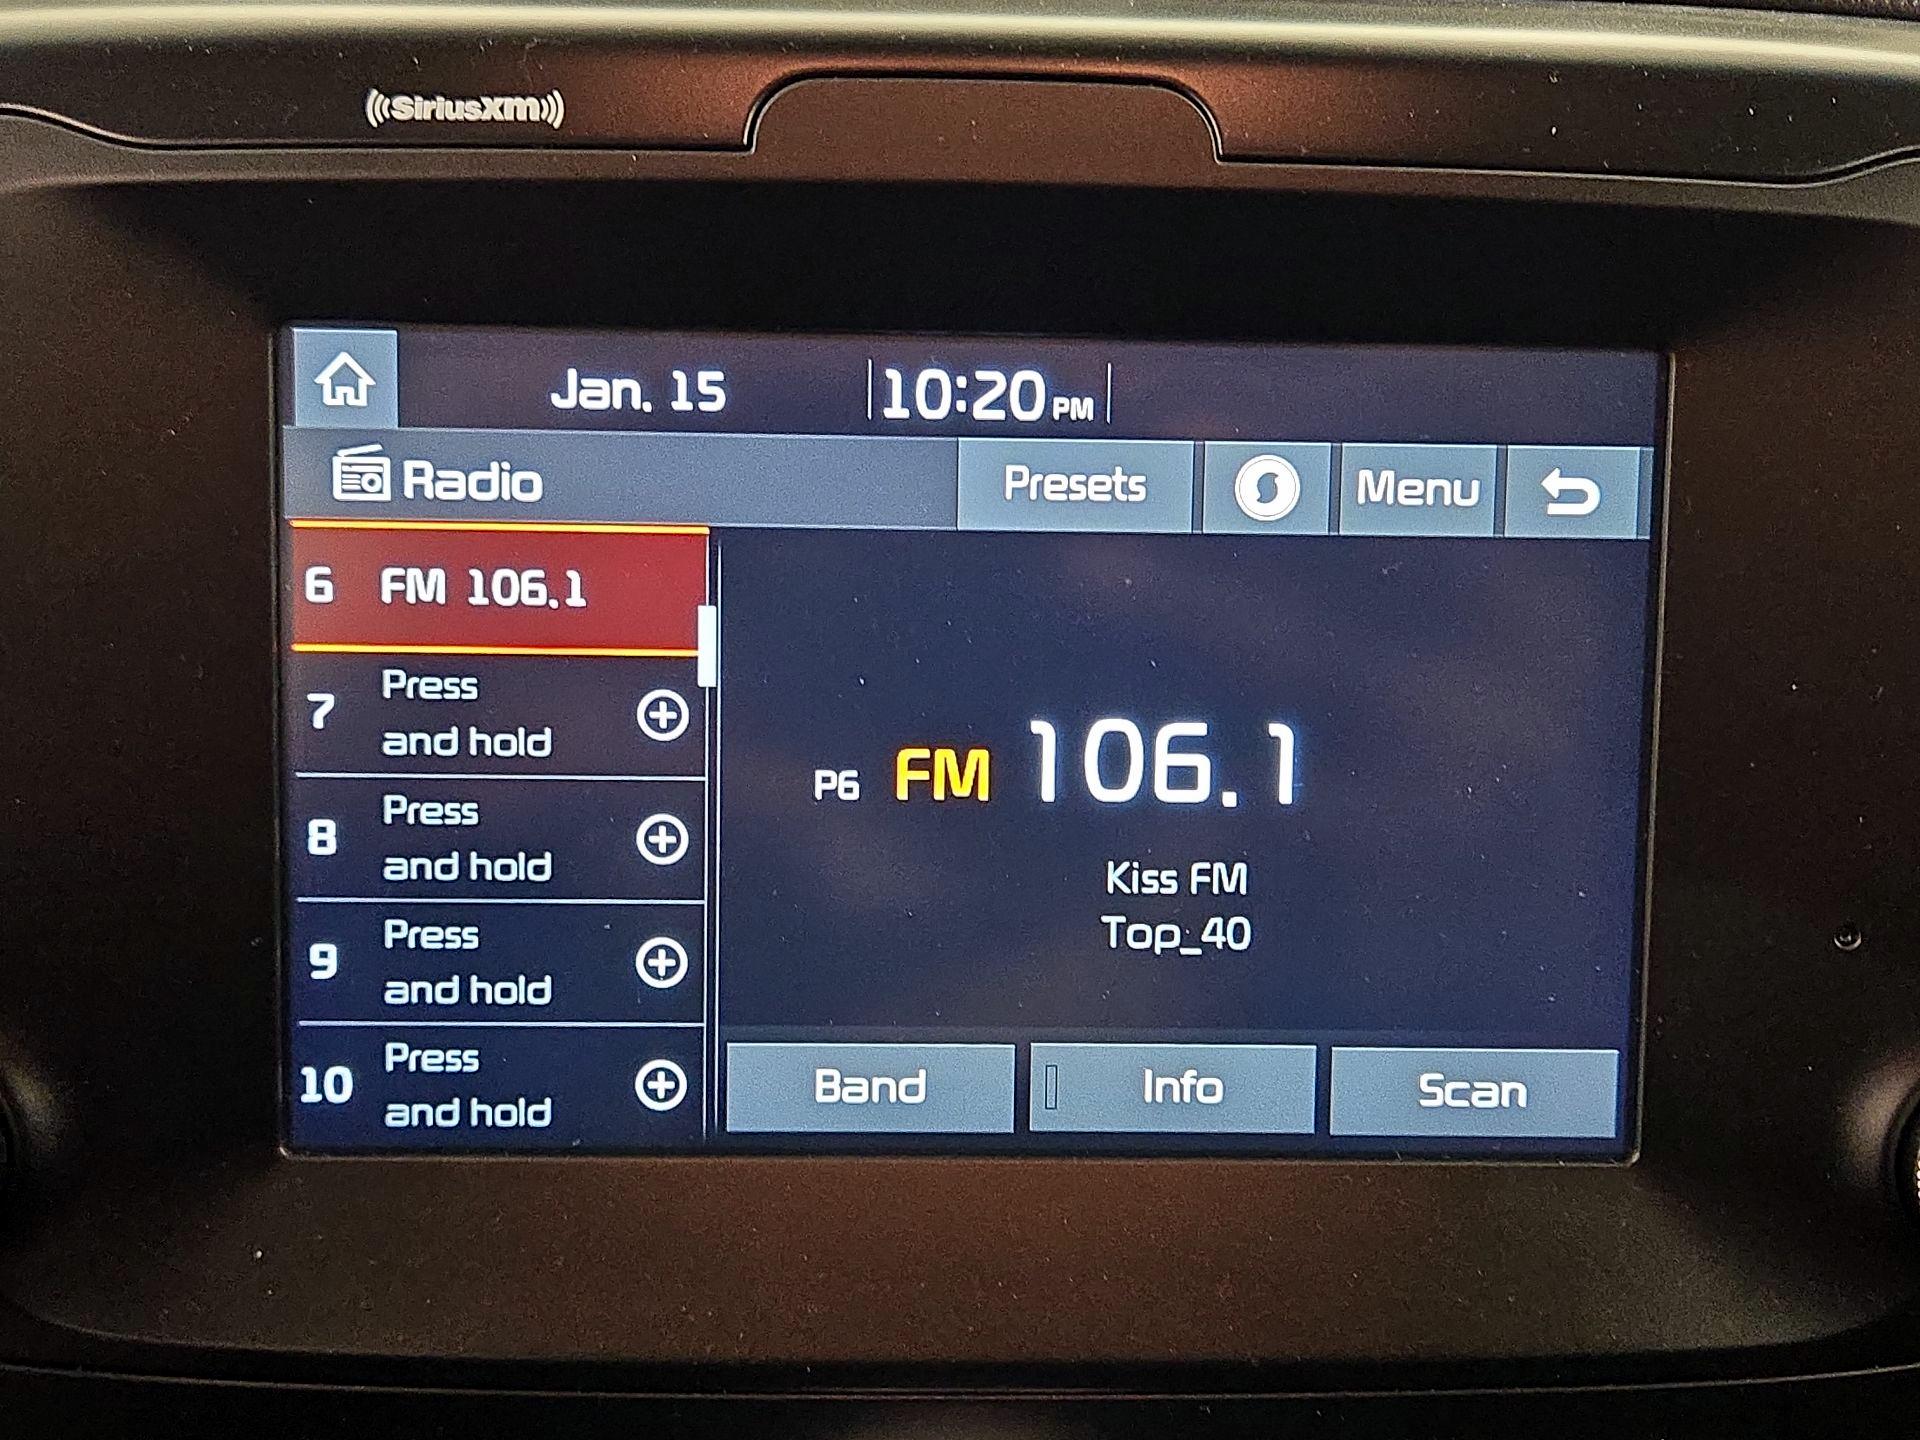 SiriusXM
Jan. 15
10:20 PM
Radio
Presets
Menu
6 FM 106.1
7 Press
and hold
8 Press
and hold
9 Press
and hold
10 Press
and hold
P6 FM 106.1
Kiss FM
Top_40
Band
Info
Scan